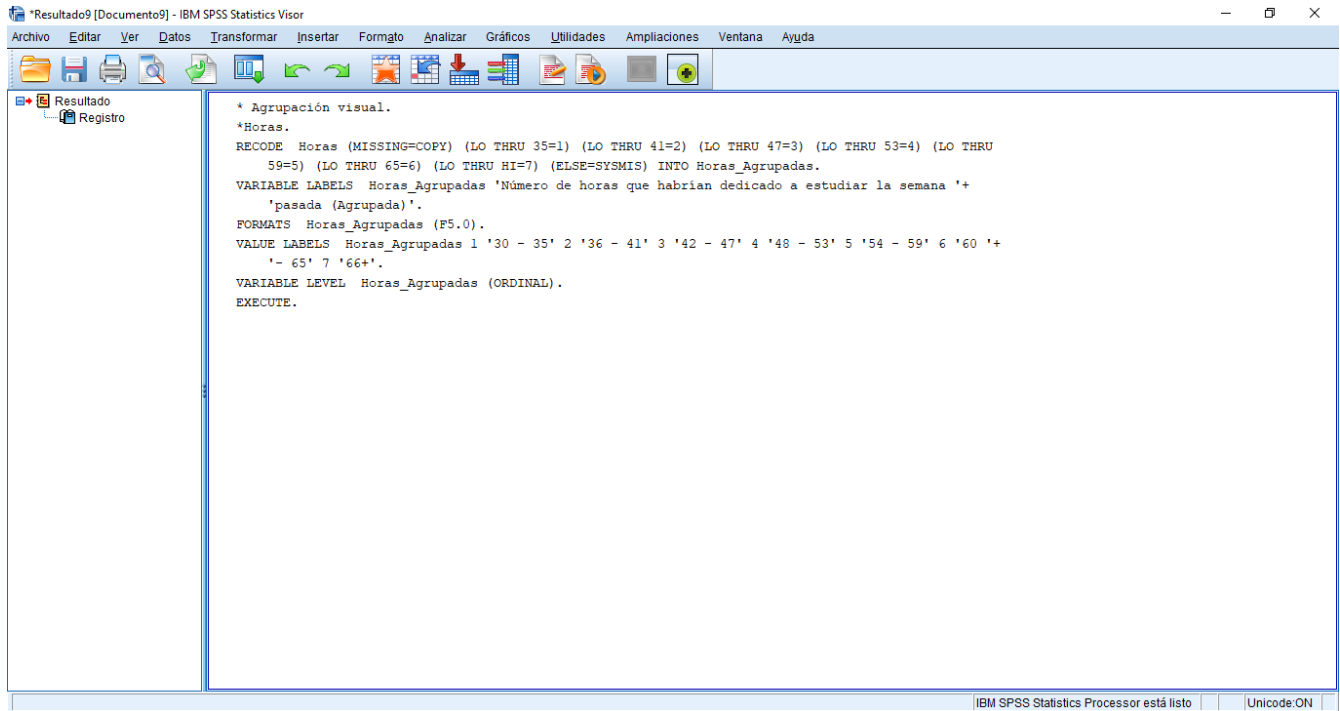 *Resultado9 [Documento9] - IBM SPSS Statistics Visor
Archivo Editar Ver Datos Transformar Insertar Formato Analizar Gráficos Utilidades Ampliaciones Ventana Ayuda
Resultado
Registro
* Agrupación visual.
*Horas.
RECODE Horas (MISSING=COPY) (LO THRU 35=1) (LO THRU 41=2) (LO THRU 47=3) (LO THRU 53=4) (LO THRU
59=5) (LO THRU 65=6) (LO THRU HI=7) (ELSE=SYSMIS) INTO Horas_Agrupadas.
VARIABLE LABELS Horas_Agrupadas 'Número de horas que habrían dedicado a estudiar la semana '+
'pasada (Agrupada)'.
FORMATS Horas_Agrupadas (F5.0).
VALUE LABELS Horas_Agrupadas 1 '30 - 35' 2 '36 - 41' 3 '42 - 47' 4 '48 - 53' 5 '54 - 59' 6 '60 '+
'- 65' 7 '66+'.
VARIABLE LEVEL Horas_Agrupadas (ORDINAL).
EXECUTE.
IBM SPSS Statistics Processor está listo Unicode:ON